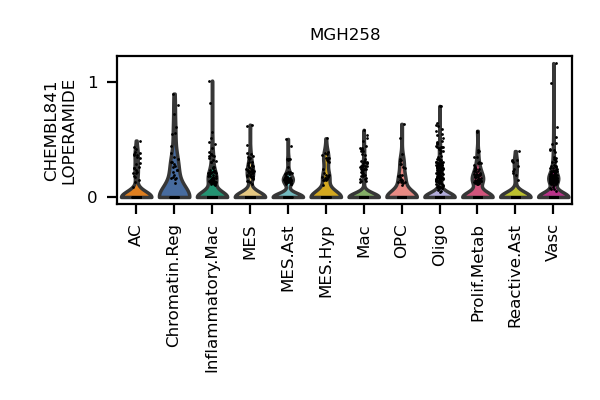 MGH258
CHEMBL841
LOPERAMIDE
1
0
AC
Chromatin.Reg
Inflammatory.Mac
MES
MES.Ast
MES.Hyp
Mac
OPC
Oligo
Prolif.Metab
Reactive.Ast
Vasc